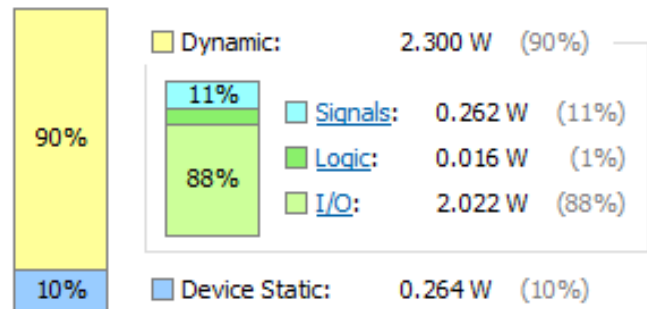 90%
10%
Dynamic: 2.300 W (90%)
11%
88%
Signals: 0.262 W (11%)
Logic: 0.016 W (1%)
I/O: 2.022 W (88%)
Device Static: 0.264 W (10%)